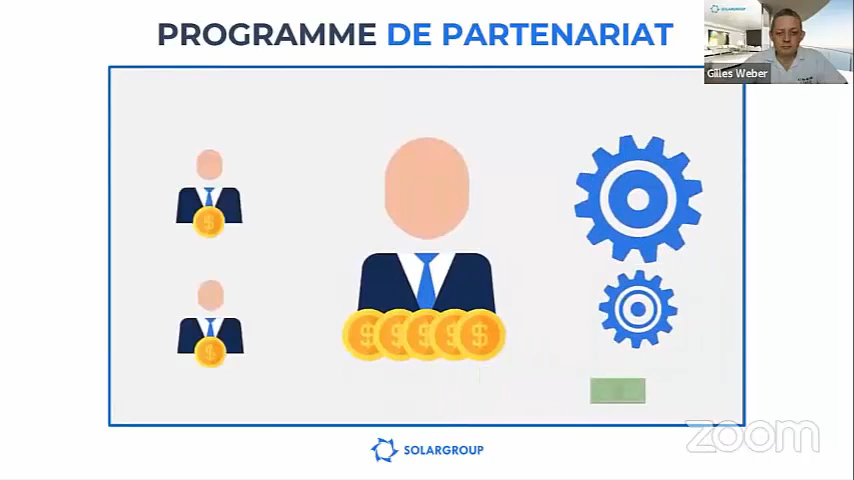 PROGRAMME DE PARTENARIAT
SOLARGROUP
Gilles Weber
$ $
$ $ $ $ $
SOLARGROUP
zoom